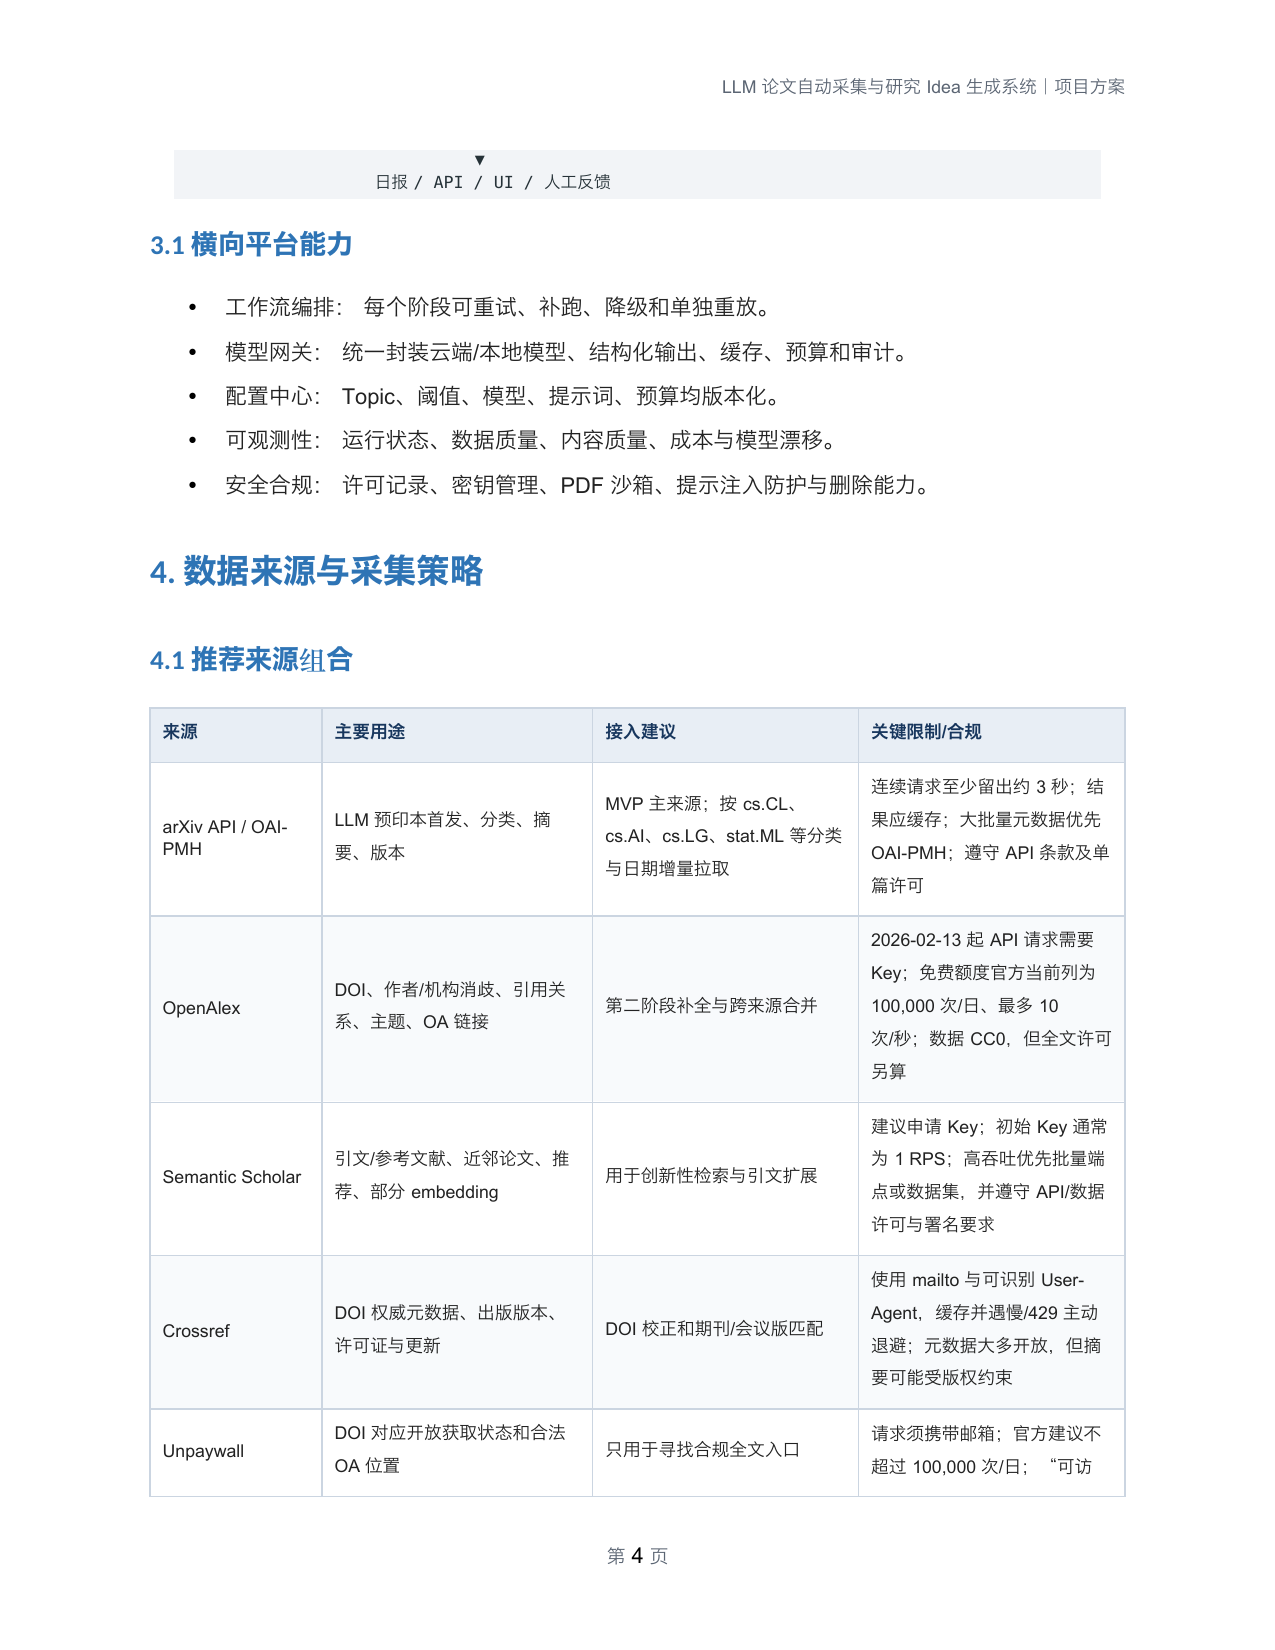 LLM 论文自动采集与研究 Idea 生成系统｜项目方案
▼
日报 / API / UI / 人工反馈
3.1 横向平台能力
• 工作流编排： 每个阶段可重试、补跑、降级和单独重放。
• 模型网关： 统一封装云端/本地模型、结构化输出、缓存、预算和审计。
• 配置中心： Topic、阈值、模型、提示词、预算均版本化。
• 可观测性： 运行状态、数据质量、内容质量、成本与模型漂移。
• 安全合规： 许可记录、密钥管理、PDF 沙箱、提示注入防护与删除能力。
4. 数据来源与采集策略
4.1 推荐来源组合
来源
主要用途
接入建议
关键限制/合规
arXiv API / OAI-
PMH
LLM 预印本首发、分类、摘
要、版本
MVP 主来源；按 cs.CL、
cs.AI、cs.LG、stat.ML 等分类
与日期增量拉取
连续请求至少留出约 3 秒；结
果应缓存；大批量元数据优先
OAI-PMH；遵守 API 条款及单
篇许可
OpenAlex
DOI、作者/机构消歧、引用关
系、主题、OA 链接
第二阶段补全与跨来源合并
2026-02-13 起 API 请求需要
Key；免费额度官方当前列为
100,000 次/日、最多 10
次/秒；数据 CC0，但全文许可
另算
Semantic Scholar
引文/参考文献、近邻论文、推
荐、部分 embedding
用于创新性检索与引文扩展
建议申请 Key；初始 Key 通常
为 1 RPS；高吞吐优先批量端
点或数据集，并遵守 API/数据
许可与署名要求
Crossref
DOI 权威元数据、出版版本、
许可证与更新
DOI 校正和期刊/会议版匹配
使用 mailto 与可识别 User-
Agent，缓存并遇慢/429 主动
退避；元数据大多开放，但摘
要可能受版权约束
Unpaywall
DOI 对应开放获取状态和合法
OA 位置
只用于寻找合规全文入口
请求须携带邮箱；官方建议不
超过 100,000 次/日；“可访
第 4 页